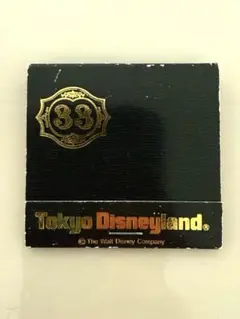 33
Tokyo Disneyland®
© The Walt Disney Company